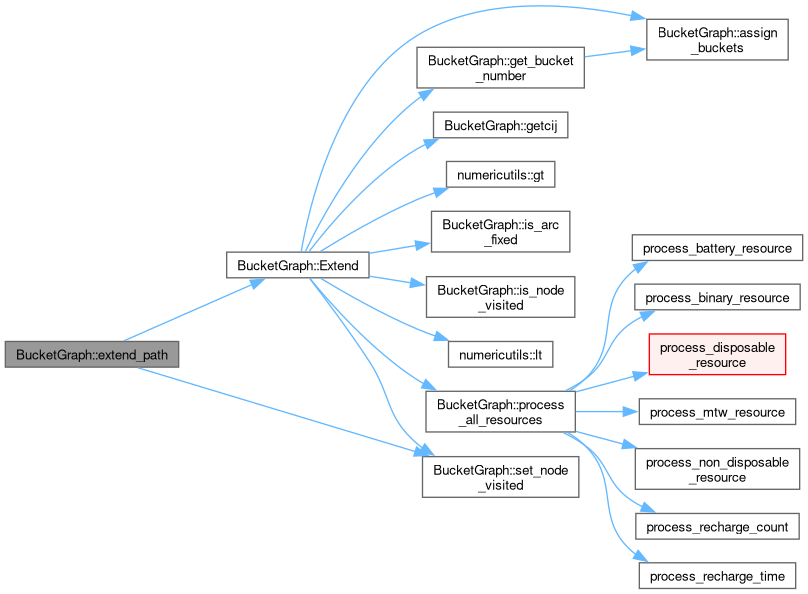 BucketGraph::extend_path
BucketGraph::Extend
BucketGraph::assign
_buckets
BucketGraph::get_bucket
_number
BucketGraph::getcij
numericutils::gt
BucketGraph::is_arc
_fixed
BucketGraph::is_node
_visited
numericutils::lt
BucketGraph::process
_all_resources
BucketGraph::set_node
_visited
process_battery_resource
process_binary_resource
process_disposable
_resource
process_mtw_resource
process_non_disposable
_resource
process_recharge_count
process_recharge_time